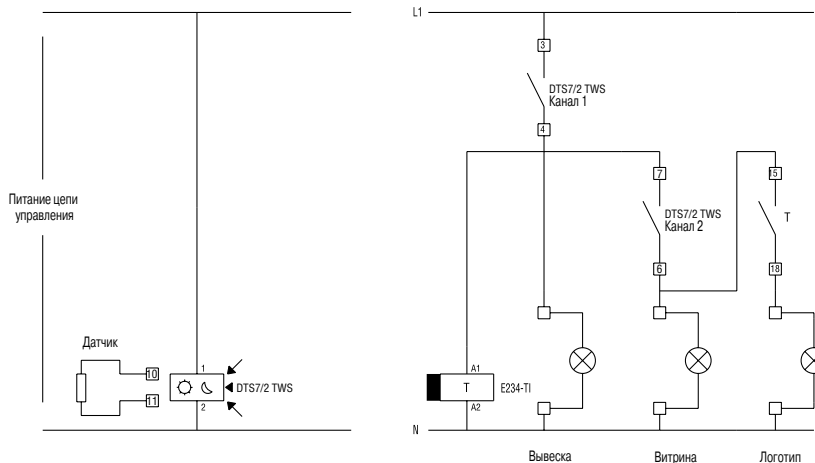 L1
3
DTS7/2 TWS
Канал 1
4
7
15
DTS7/2 TWS
Канал 2
T
Питание цепи
управления
6
18
Датчик
10
1
A1
DTS7/2 TWS
T
E234-TI
11
2
A2
N
Вывеска
Витрина
Логотип